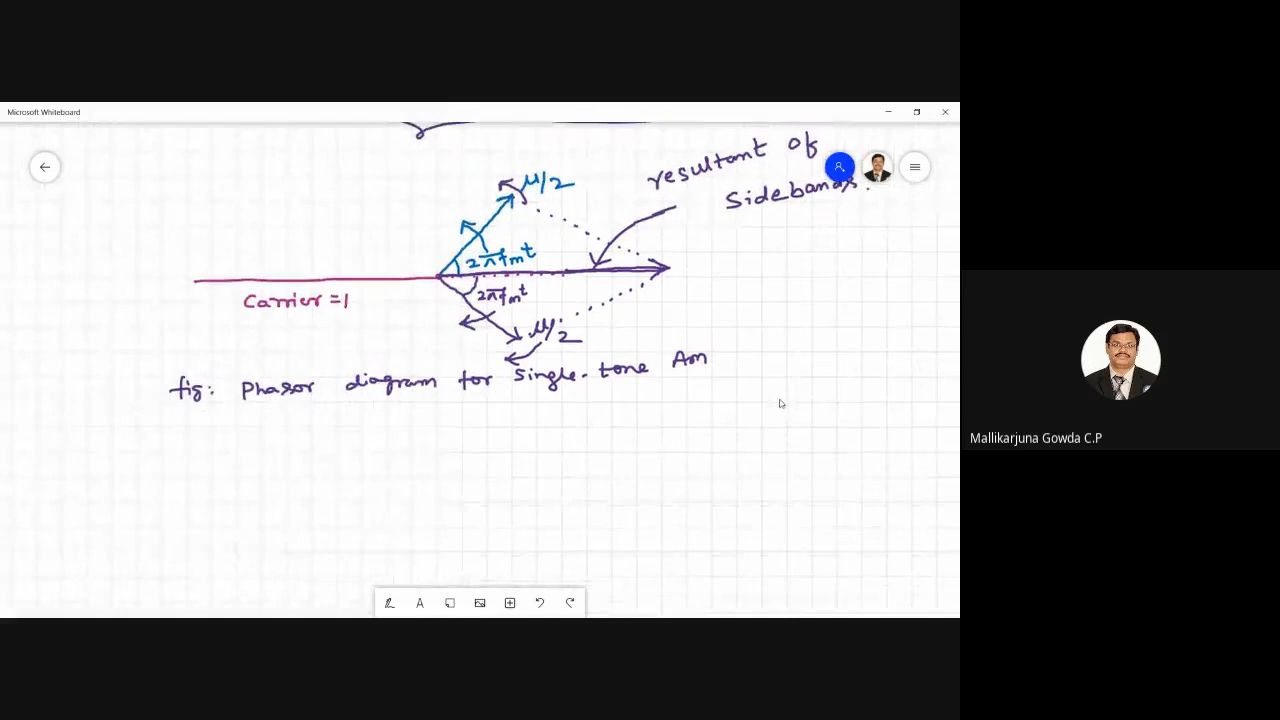 Microsoft Whiteboard
resultant of
sidebands.
μ/2
2πfmt
Carrier = 1
2πfmt
μ/2
fig: Phasor diagram for single-tone Am
A
Mallikarjuna Gowda C.P